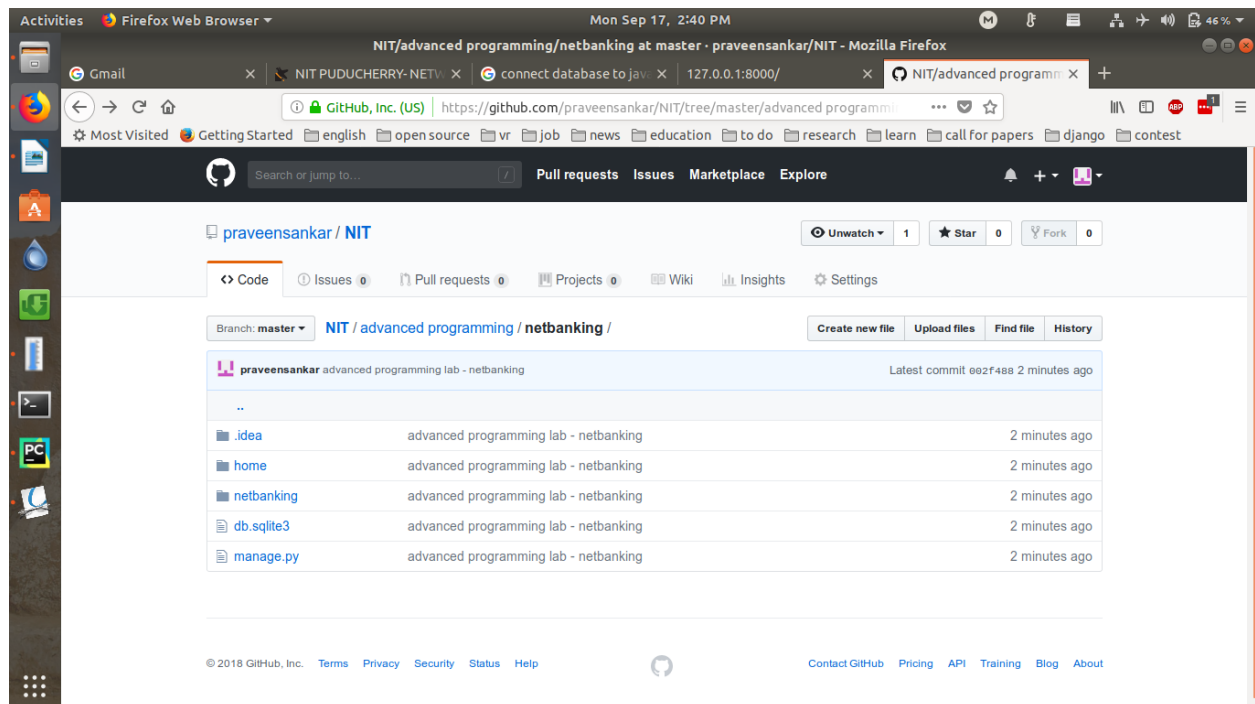 Activities Firefox Web Browser Mon Sep 17, 2:40 PM 46 %
NIT/advanced programming/netbanking at master · praveensankar/NIT - Mozilla Firefox
Gmail NIT PUDUCHERRY- NETW connect database to java 127.0.0.1:8000/ NIT/advanced programm
GitHub, Inc. (US) https://github.com/praveensankar/NIT/tree/master/advanced programmi ABP 1
Most Visited Getting Started english open source vr job news education to do research learn call for papers django contest
Search or jump to... / Pull requests Issues Marketplace Explore
praveensankar / NIT Unwatch 1 Star 0 Fork 0
Code Issues 0 Pull requests 0 Projects 0 Wiki Insights Settings
Branch: master NIT / advanced programming / netbanking / Create new file Upload files Find file History
praveensankar advanced programming lab - netbanking Latest commit 002f488 2 minutes ago
..
.idea advanced programming lab - netbanking 2 minutes ago
home advanced programming lab - netbanking 2 minutes ago
netbanking advanced programming lab - netbanking 2 minutes ago
db.sqlite3 advanced programming lab - netbanking 2 minutes ago
manage.py advanced programming lab - netbanking 2 minutes ago
© 2018 GitHub, Inc. Terms Privacy Security Status Help Contact GitHub Pricing API Training Blog About